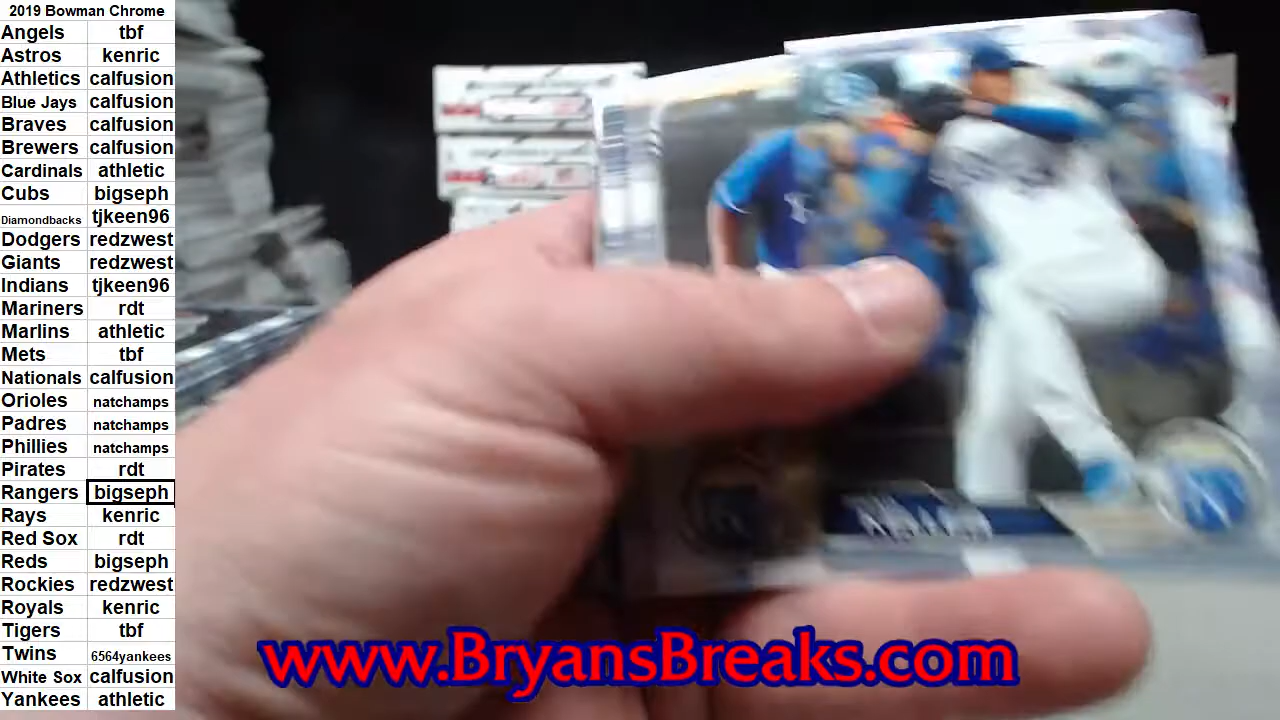 2019 Bowman Chrome
Angels tbf
Astros kenric
Athletics calfusion
Blue Jays calfusion
Braves calfusion
Brewers calfusion
Cardinals athletic
Cubs bigseph
Diamondbacks tjkeen96
Dodgers redzwest
Giants redzwest
Indians tjkeen96
Mariners rdt
Marlins athletic
Mets tbf
Nationals calfusion
Orioles natchamps
Padres natchamps
Phillies natchamps
Pirates rdt
Rangers bigseph
Rays kenric
Red Sox rdt
Reds bigseph
Rockies redzwest
Royals kenric
Tigers tbf
Twins 6564yankees
White Sox calfusion
Yankees athletic
www.BryansBreaks.com